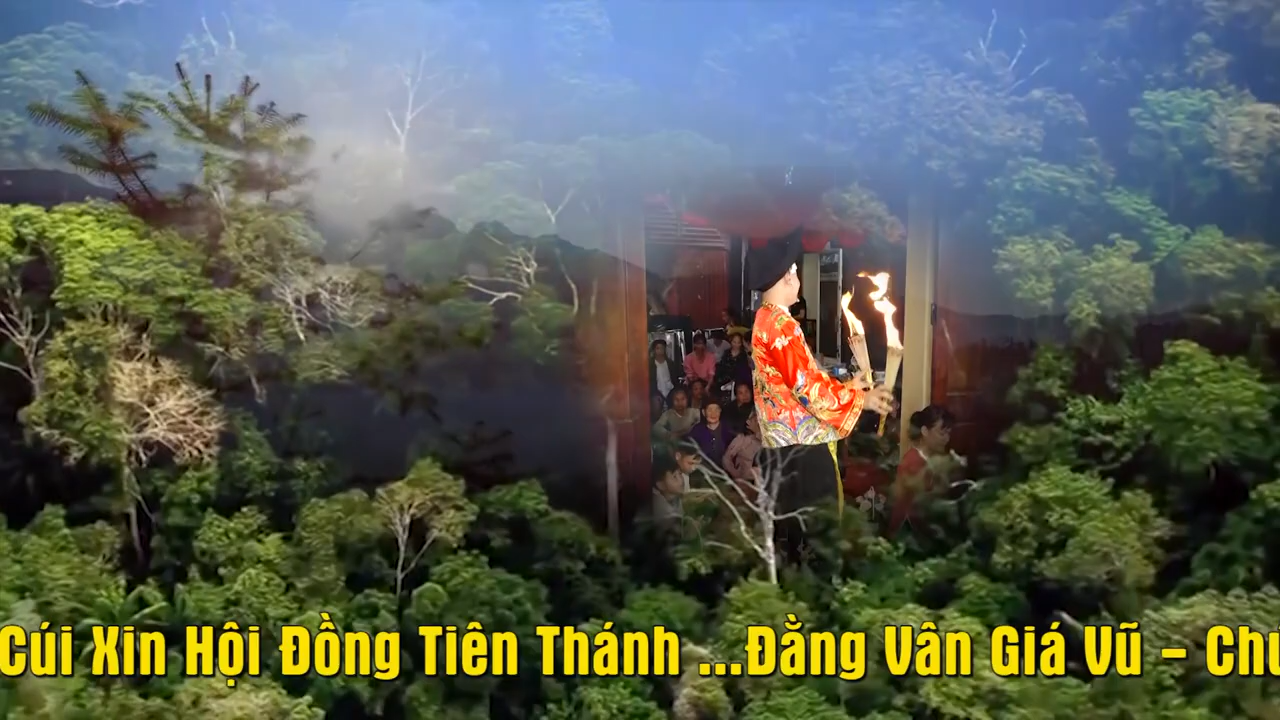 Cúi Xin Hội Đồng Tiên Thánh ...Đằng Vân Giá Vũ - Chú